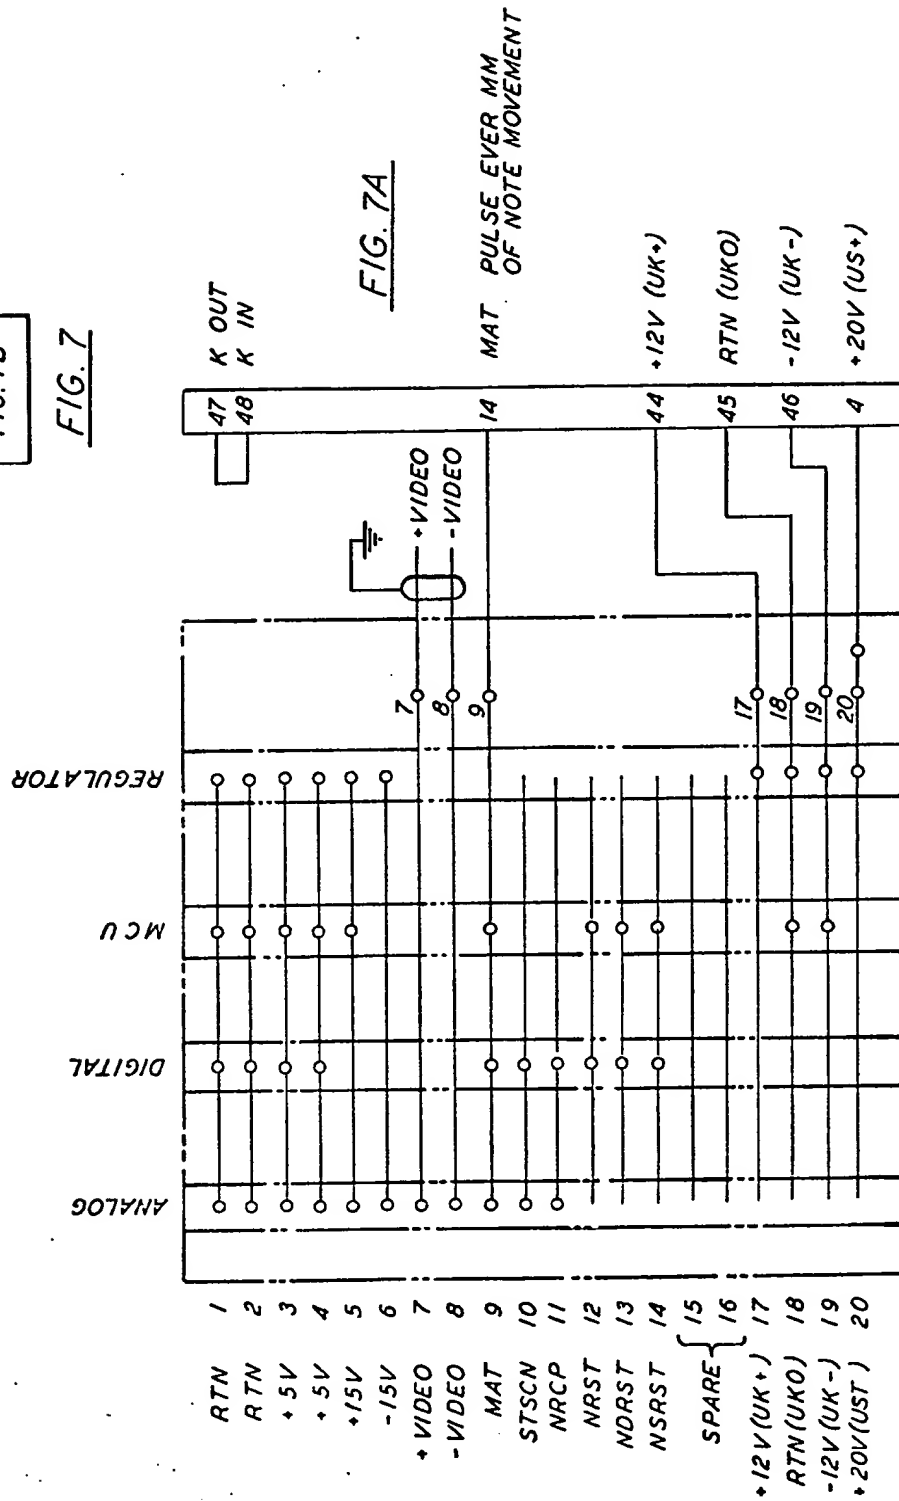 FIG. 7
FIG. 7A
REGULATOR
MCU
DIGITAL
ANALOG
RTN 1
RTN 2
+5V 3
+5V 4
+15V 5
-15V 6
+VIDEO 7
-VIDEO 8
MAT 9
STSCN 10
NRCP 11
NRST 12
NDRST 13
NSRST 14
SPARE
15
16
+12V(UK+) 17
RTN(UKO) 18
-12V(UK-) 19
+20V(UST) 20
7
8
9
17
18
19
20
+VIDEO
-VIDEO
47 K OUT
48 K IN
14 MAT PULSE EVER MM
OF NOTE MOVEMENT
44 +12V (UK+)
45 RTN (UKO)
46 -12V (UK-)
4 +20V (US+)